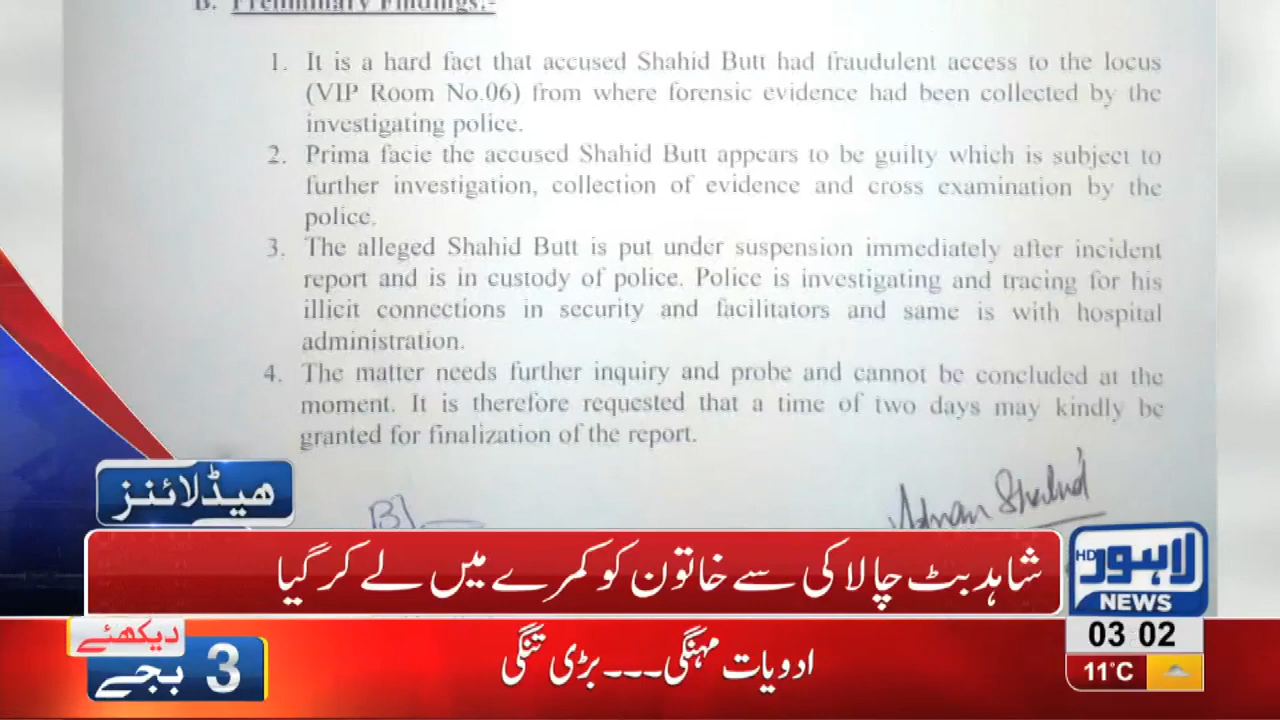 B. Preliminary Findings:-
1. It is a hard fact that accused Shahid Butt had fraudulent access to the locus
(VIP Room No.06) from where forensic evidence had been collected by the
investigating police.
2. Prima facie the accused Shahid Butt appears to be guilty which is subject to
further investigation, collection of evidence and cross examination by the
police.
3. The alleged Shahid Butt is put under suspension immediately after incident
report and is in custody of police. Police is investigating and tracing for his
illicit connections in security and facilitators and same is with hospital
administration.
4. The matter needs further inquiry and probe and cannot be concluded at the
moment. It is therefore requested that a time of two days may kindly be
granted for finalization of the report.
Adnan Shahid
ھیڈلائنز
شاہد بٹ چالاکی سے خاتون کو کمرے میں لے کر گیا
HD لاہور
NEWS
03 02
11°C
دیکھئے
3 بجے
ادویات مہنگی۔۔۔ بڑی تنگی